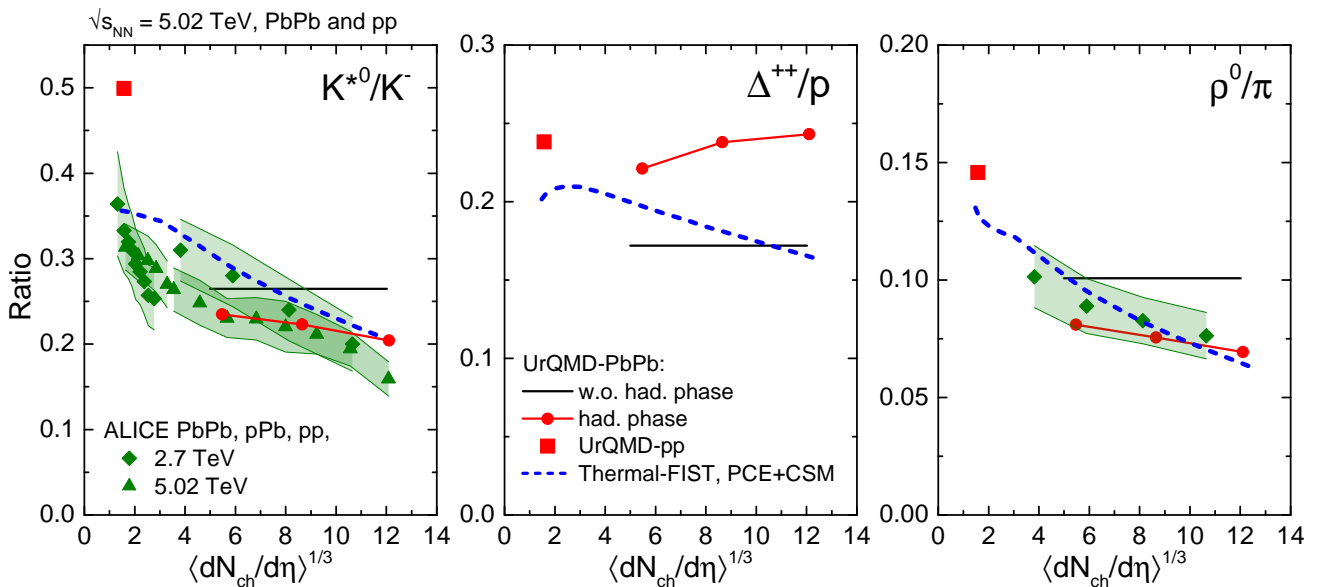 √s_NN = 5.02 TeV, PbPb and pp
K*0/K-
Δ++/p
ρ0/π
Ratio
0.5
0.4
0.3
0.2
0.1
0.0
0.3
0.2
0.1
0.0
0.20
0.15
0.10
0.05
0.00
ALICE PbPb, pPb, pp,
2.7 TeV
5.02 TeV
UrQMD-PbPb:
w.o. had. phase
had. phase
UrQMD-pp
Thermal-FIST, PCE+CSM
0 2 4 6 8 10 12 14
0 2 4 6 8 10 12 14
0 2 4 6 8 10 12 14
⟨dN_ch/dη⟩^1/3
⟨dN_ch/dη⟩^1/3
⟨dN_ch/dη⟩^1/3